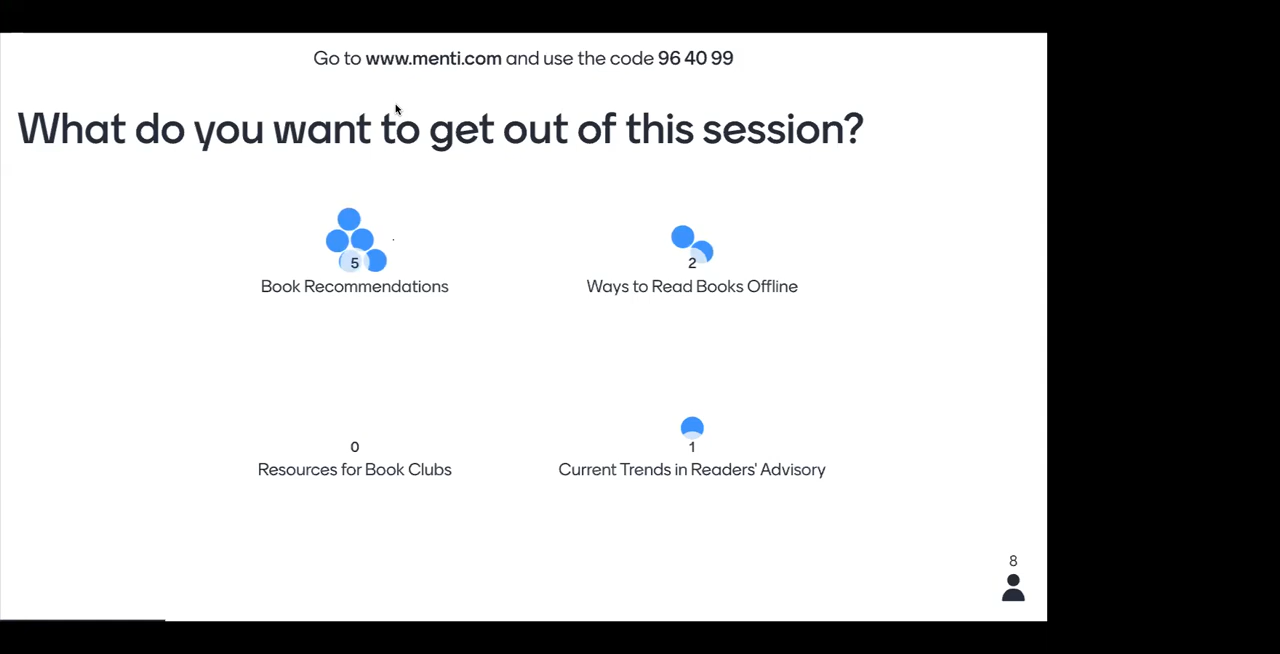 Go to www.menti.com and use the code 96 40 99
What do you want to get out of this session?
5
Book Recommendations
2
Ways to Read Books Offline
0
Resources for Book Clubs
1
Current Trends in Readers' Advisory
8